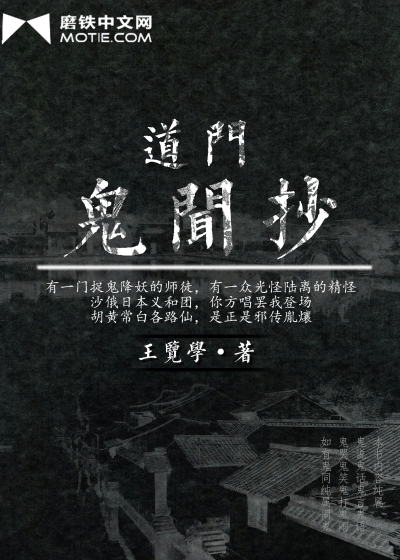 磨铁中文网
MOTIE.COM
道門
鬼聞抄
有一门捉鬼降妖的师徒，有一众光怪陆离的精怪
沙俄日本义和团，你方唱罢我登场
胡黄常白各路仙，是正是邪传胤爙
王覽學·著